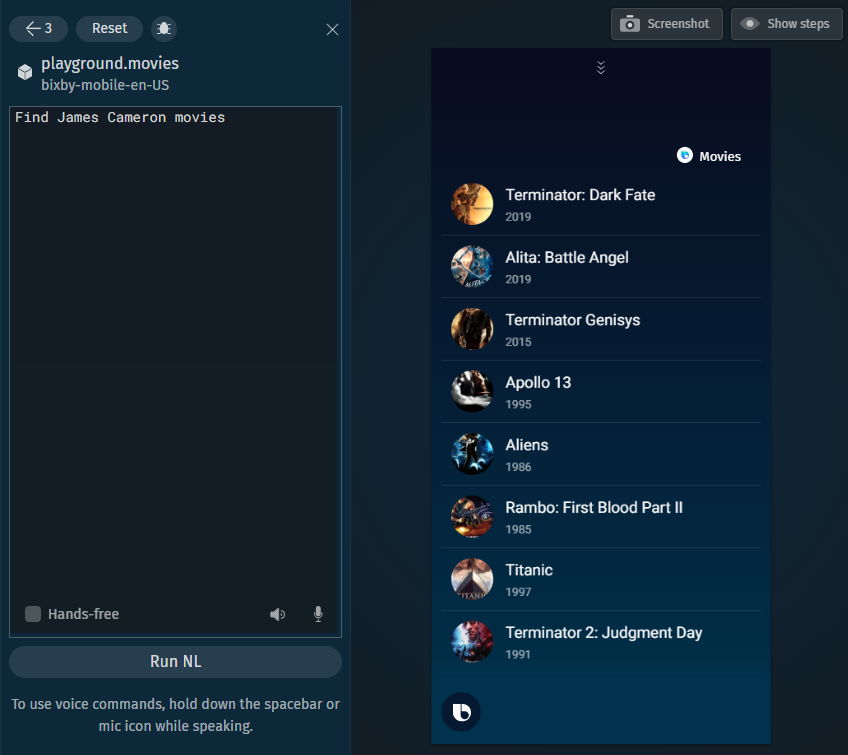 3
Reset
playground.movies
bixby-mobile-en-US
Find James Cameron movies
Hands-free
Run NL
To use voice commands, hold down the spacebar or
mic icon while speaking.
Screenshot
Show steps
Movies
Terminator: Dark Fate
2019
Alita: Battle Angel
2019
Terminator Genisys
2015
Apollo 13
1995
Aliens
1986
Rambo: First Blood Part II
1985
Titanic
1997
Terminator 2: Judgment Day
1991